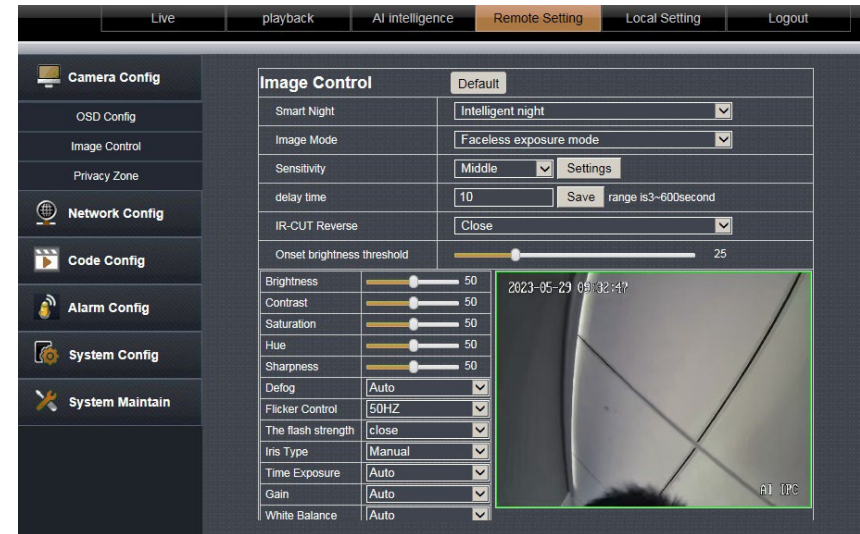 Live playback AI intelligence Remote Setting Local Setting Logout
Camera Config
OSD Config
Image Control
Privacy Zone
Network Config
Code Config
Alarm Config
System Config
System Maintain
Image Control Default
Smart Night Intelligent night
Image Mode Faceless exposure mode
Sensitivity Middle Settings
delay time 10 Save range is3~600second
IR-CUT Reverse Close
Onset brightness threshold 25
Brightness 50
Contrast 50
Saturation 50
Hue 50
Sharpness 50
Defog Auto
Flicker Control 50HZ
The flash strength close
Iris Type Manual
Time Exposure Auto
Gain Auto
White Balance Auto
2023-05-29 09:32:47
AI IPC